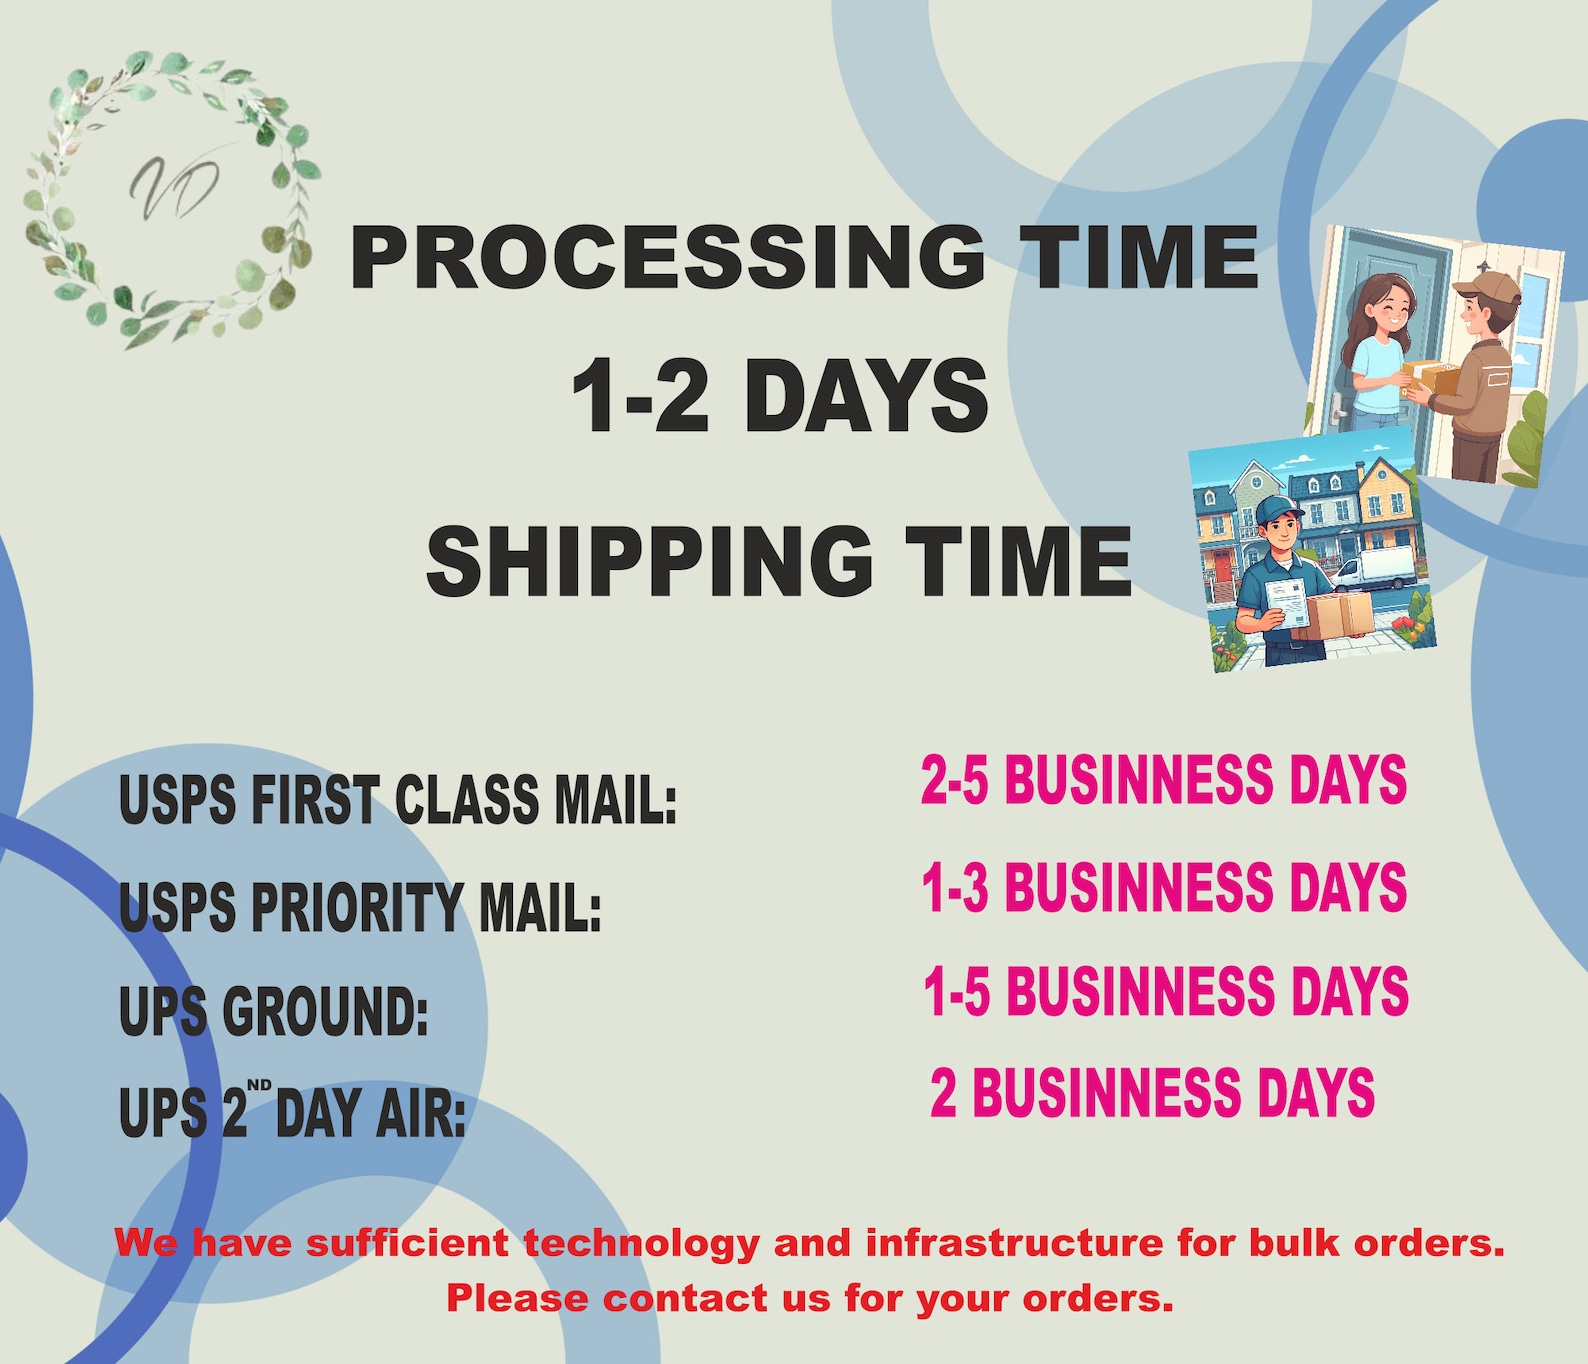 VD
PROCESSING TIME
1-2 DAYS
SHIPPING TIME
USPS FIRST CLASS MAIL: 2-5 BUSINNESS DAYS
USPS PRIORITY MAIL: 1-3 BUSINNESS DAYS
UPS GROUND: 1-5 BUSINNESS DAYS
UPS 2ND DAY AIR: 2 BUSINNESS DAYS
We have sufficient technology and infrastructure for bulk orders.
Please contact us for your orders.